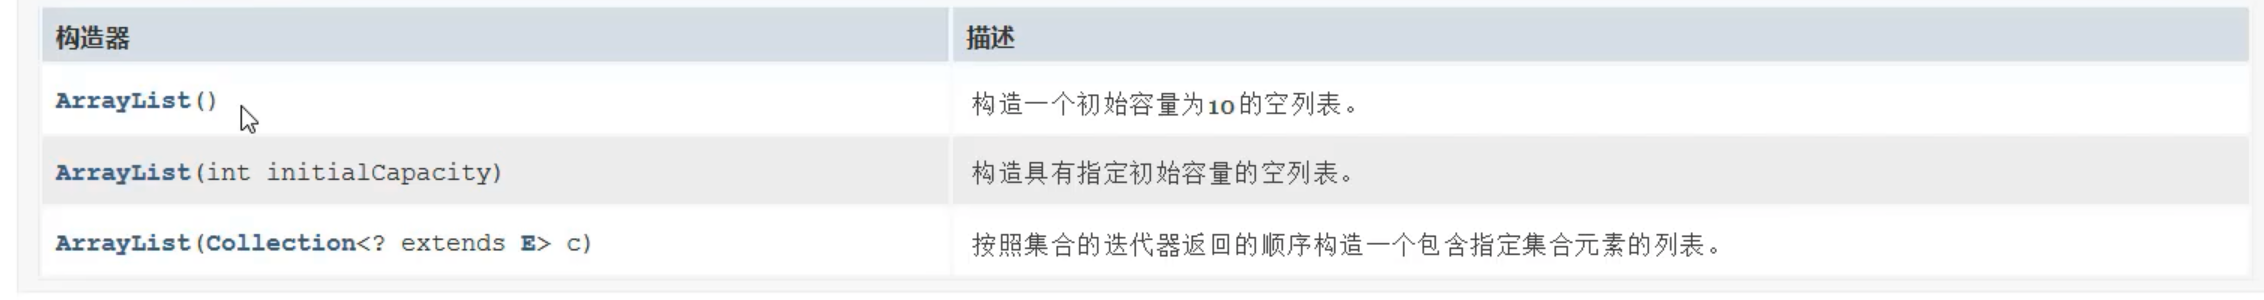 构造器 描述
ArrayList() 构造一个初始容量为10的空列表。
ArrayList(int initialCapacity) 构造具有指定初始容量的空列表。
ArrayList(Collection<? extends E> c) 按照集合的迭代器返回的顺序构造一个包含指定集合元素的列表。